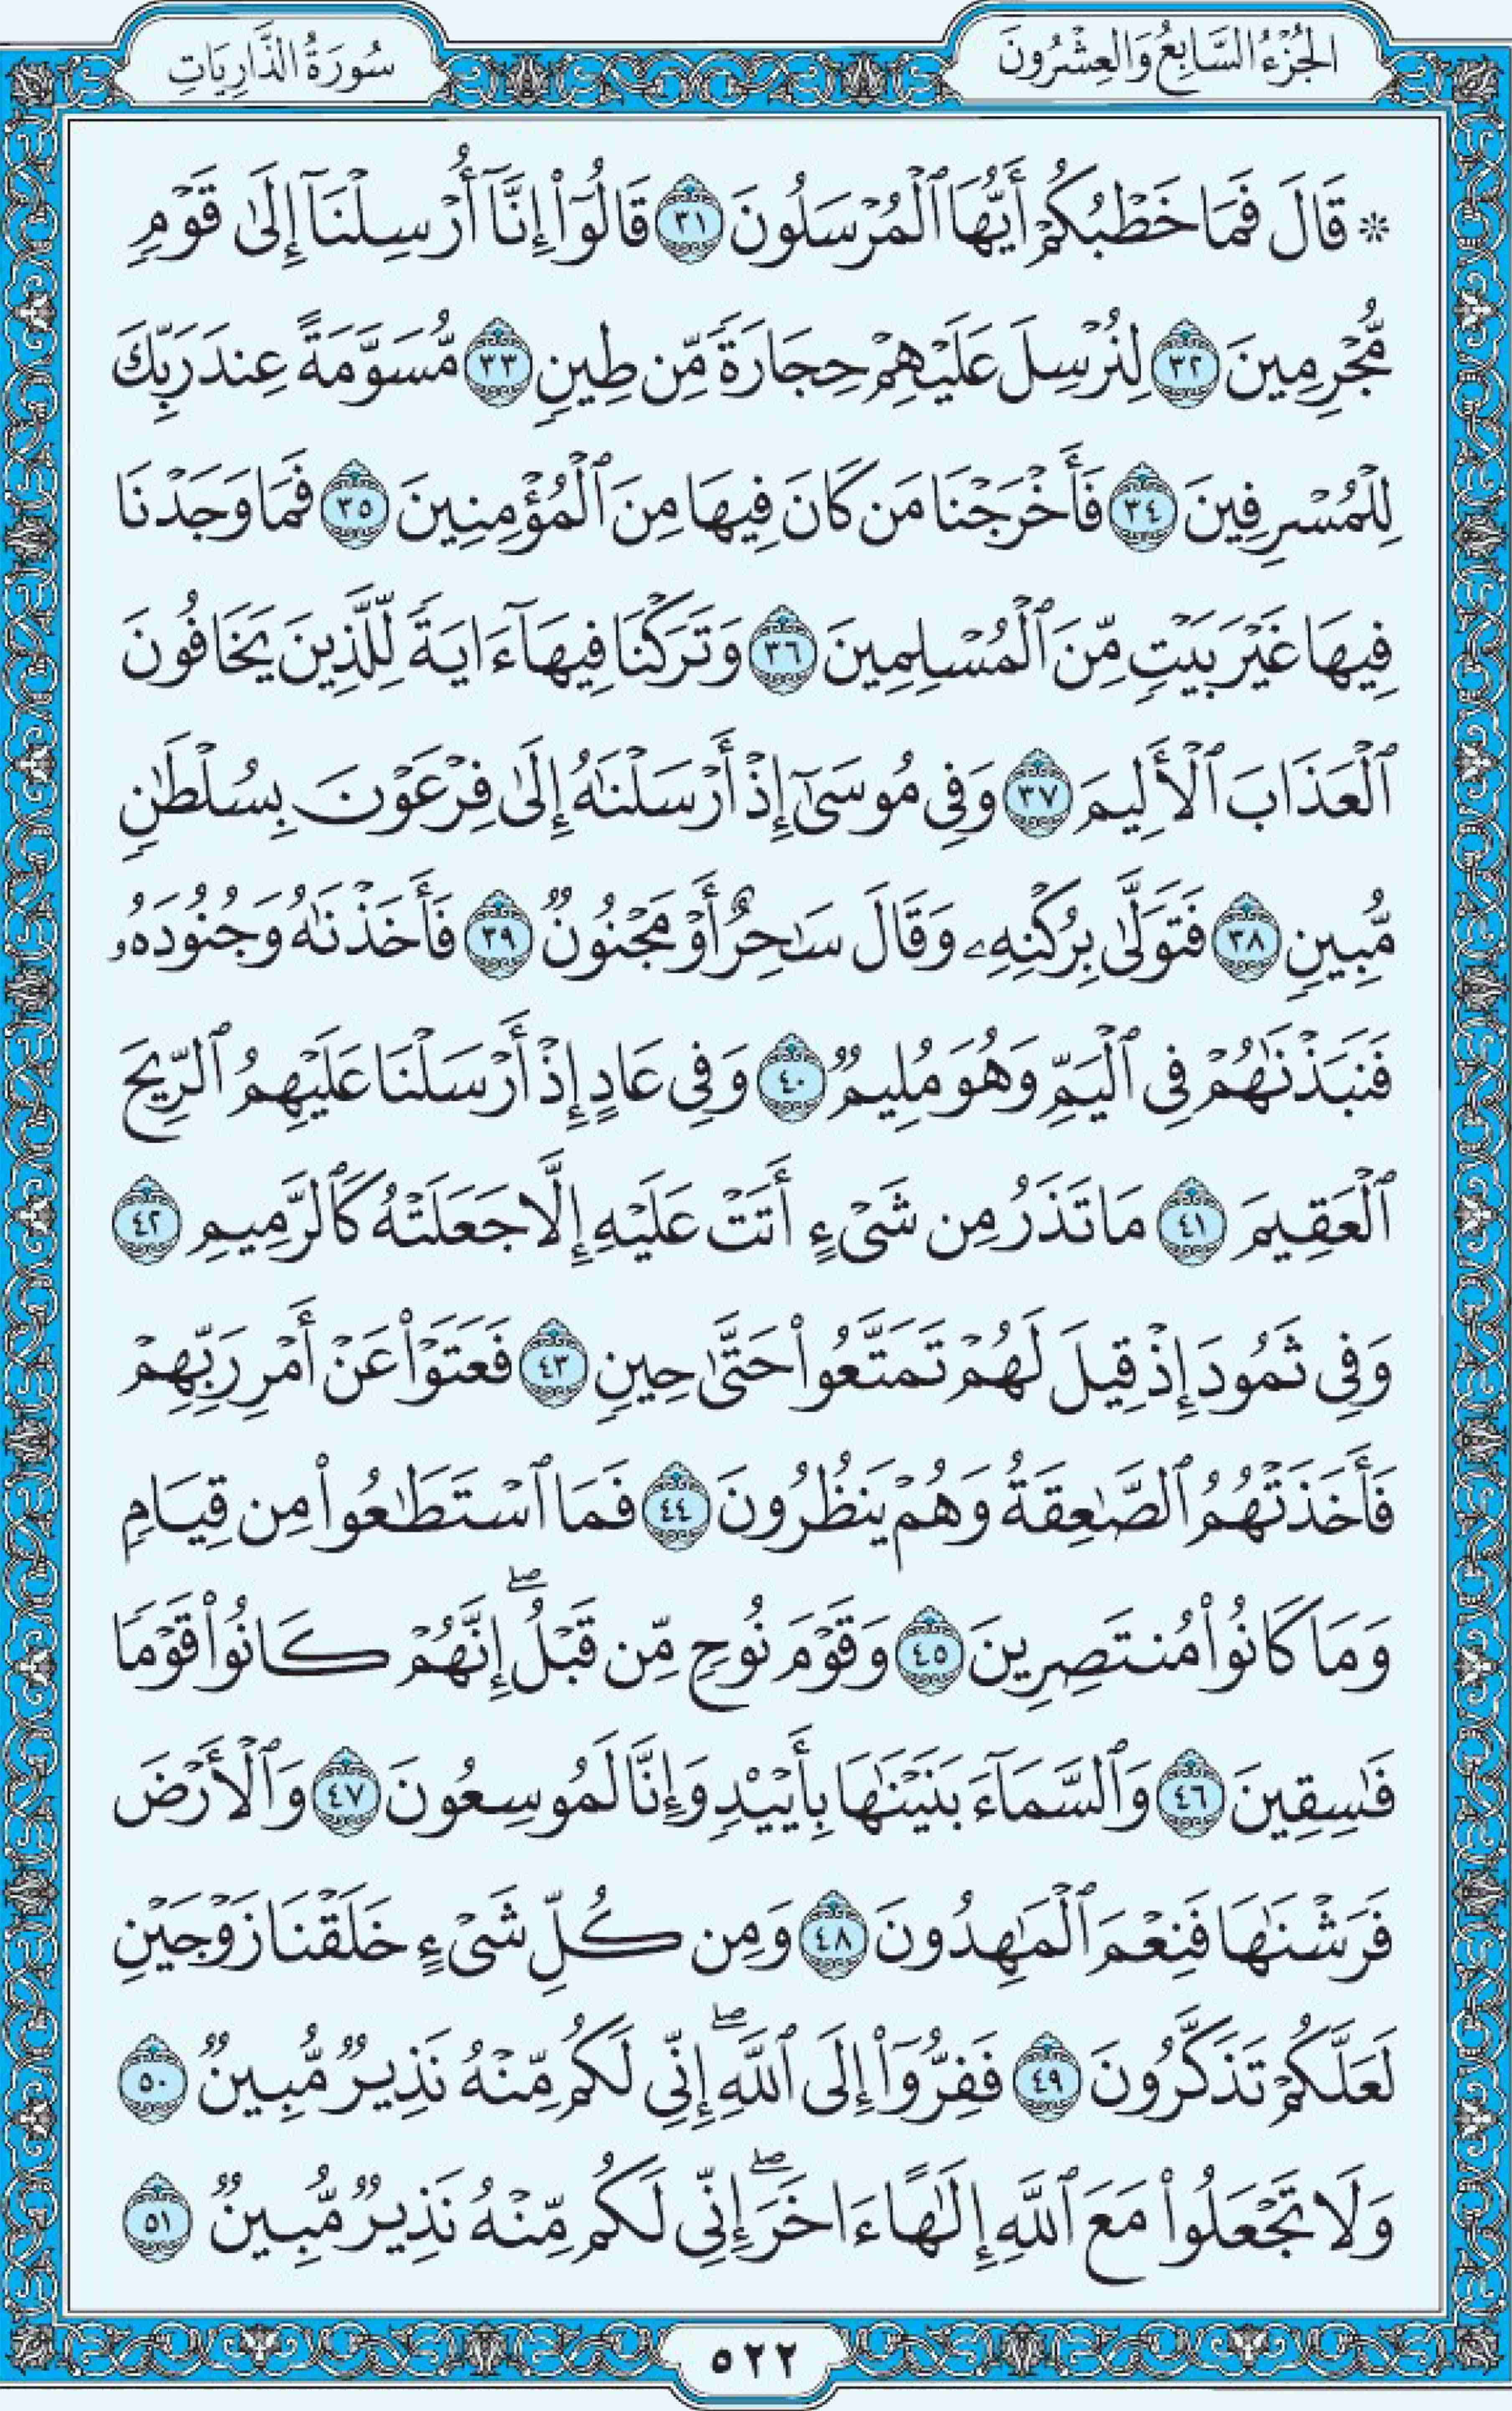 الجُزْءُ السَّابِعُ وَالعِشْرُونَ
سُورَةُ الذَّارِيَاتِ
۞ قَالَ فَمَا خَطْبُكُمْ أَيُّهَا ٱلْمُرْسَلُونَ ٣١ قَالُوٓا۟ إِنَّآ أُرْسِلْنَآ إِلَىٰ قَوْمٍ
مُّجْرِمِينَ ٣٢ لِنُرْسِلَ عَلَيْهِمْ حِجَارَةً مِّن طِينٍ ٣٣ مُّسَوَّمَةً عِندَ رَبِّكَ
لِلْمُسْرِفِينَ ٣٤ فَأَخْرَجْنَا مَن كَانَ فِيهَا مِنَ ٱلْمُؤْمِنِينَ ٣٥ فَمَا وَجَدْنَا
فِيهَا غَيْرَ بَيْتٍ مِّنَ ٱلْمُسْلِمِينَ ٣٦ وَتَرَكْنَا فِيهَآ ءَايَةً لِّلَّذِينَ يَخَافُونَ
ٱلْعَذَابَ ٱلْأَلِيمَ ٣٧ وَفِى مُوسَىٰٓ إِذْ أَرْسَلْنَٰهُ إِلَىٰ فِرْعَوْنَ بِسُلْطَٰنٍ
مُّبِينٍ ٣٨ فَتَوَلَّىٰ بِرُكْنِهِۦ وَقَالَ سَٰحِرٌ أَوْ مَجْنُونٌ ٣٩ فَأَخَذْنَٰهُ وَجُنُودَهُۥ
فَنَبَذْنَٰهُمْ فِى ٱلْيَمِّ وَهُوَ مُلِيمٌ ٤٠ وَفِى عَادٍ إِذْ أَرْسَلْنَا عَلَيْهِمُ ٱلرِّيحَ
ٱلْعَقِيمَ ٤١ مَا تَذَرُ مِن شَىْءٍ أَتَتْ عَلَيْهِ إِلَّا جَعَلَتْهُ كَٱلرَّمِيمِ ٤٢
وَفِى ثَمُودَ إِذْ قِيلَ لَهُمْ تَمَتَّعُوا۟ حَتَّىٰ حِينٍ ٤٣ فَعَتَوْا۟ عَنْ أَمْرِ رَبِّهِمْ
فَأَخَذَتْهُمُ ٱلصَّٰعِقَةُ وَهُمْ يَنظُرُونَ ٤٤ فَمَا ٱسْتَطَٰعُوا۟ مِن قِيَامٍ
وَمَا كَانُوا۟ مُنتَصِرِينَ ٤٥ وَقَوْمَ نُوحٍ مِّن قَبْلُ ۖ إِنَّهُمْ كَانُوا۟ قَوْمًا
فَٰسِقِينَ ٤٦ وَٱلسَّمَآءَ بَنَيْنَٰهَا بِأَيْي۟دٍ وَإِنَّا لَمُوسِعُونَ ٤٧ وَٱلْأَرْضَ
فَرَشْنَٰهَا فَنِعْمَ ٱلْمَٰهِدُونَ ٤٨ وَمِن كُلِّ شَىْءٍ خَلَقْنَا زَوْجَيْنِ
لَعَلَّكُمْ تَذَكَّرُونَ ٤٩ فَفِرُّوٓا۟ إِلَى ٱللَّهِ ۖ إِنِّى لَكُم مِّنْهُ نَذِيرٌ مُّبِينٌ ٥٠
وَلَا تَجْعَلُوا۟ مَعَ ٱللَّهِ إِلَٰهًا ءَاخَرَ ۖ إِنِّى لَكُم مِّنْهُ نَذِيرٌ مُّبِينٌ ٥١
٥٢٢